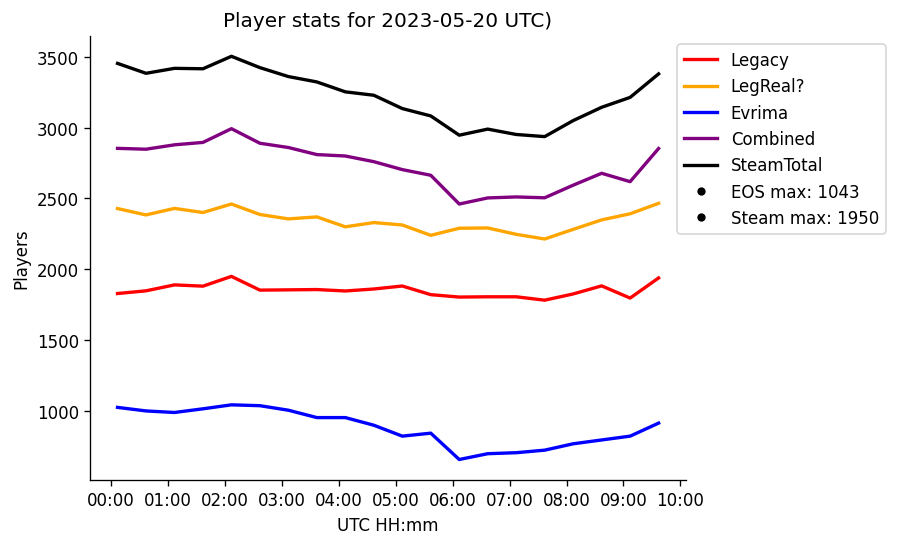 Player stats for 2023-05-20 UTC)
Players
3500
3000
2500
2000
1500
1000
00:00 01:00 02:00 03:00 04:00 05:00 06:00 07:00 08:00 09:00 10:00
UTC HH:mm
Legacy
LegReal?
Evrima
Combined
SteamTotal
EOS max: 1043
Steam max: 1950